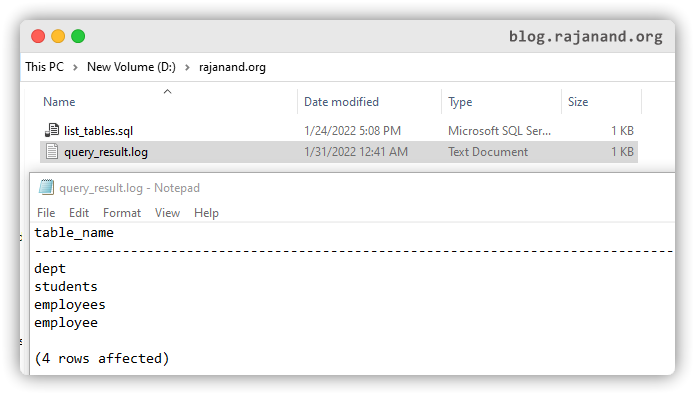 blog.rajanand.org
This PC > New Volume (D:) > rajanand.org
Name Date modified Type Size
list_tables.sql 1/24/2022 5:08 PM Microsoft SQL Ser... 1 KB
query_result.log 1/31/2022 12:41 AM Text Document 1 KB
query_result.log - Notepad
File Edit Format View Help
table_name
--------------------------------------------------------------------------------
dept
students
employees
employee
(4 rows affected)